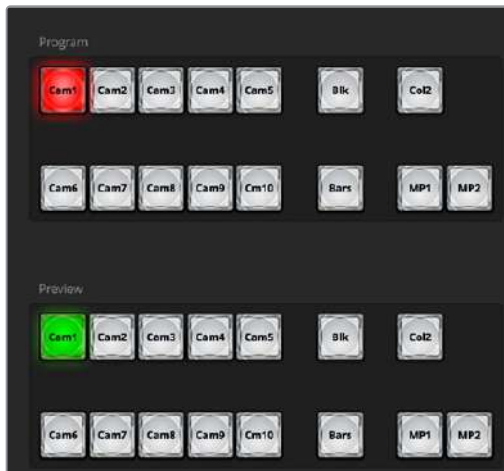 Program
Cam1 Cam2 Cam3 Cam4 Cam5 Blk Col2
Cam6 Cam7 Cam8 Cam9 Cm10 Bars MP1 MP2
Preview
Cam1 Cam2 Cam3 Cam4 Cam5 Blk Col2
Cam6 Cam7 Cam8 Cam9 Cm10 Bars MP1 MP2